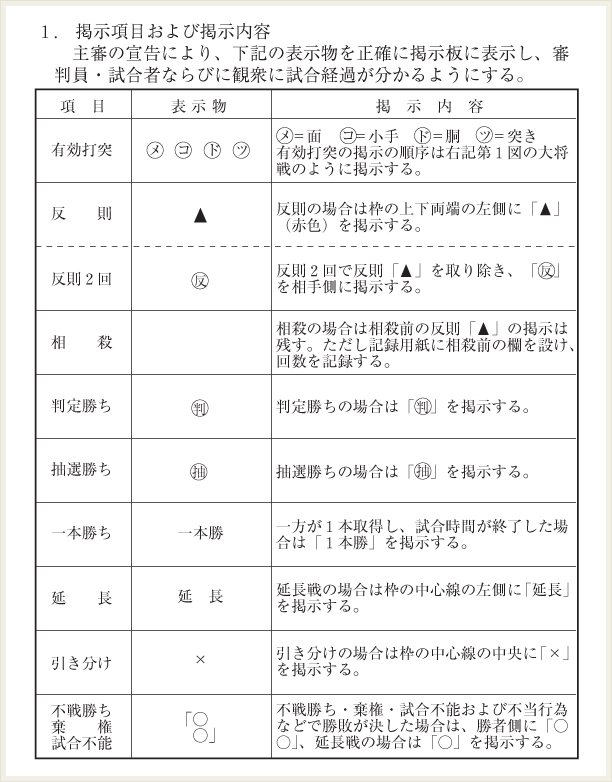 1． 掲示項目および掲示内容
主審の宣告により、下記の表示物を正確に掲示板に表示し、審
判員・試合者ならびに観衆に試合経過が分かるようにする。
項　目　表 示 物　掲　示　内　容
有効打突　㋱ ㋙ ㋣゙ ㋡
㋱＝面　㋙＝小手　㋣゙＝胴　㋡＝突き
有効打突の掲示の順序は右記第１図の大将
戦のように掲示する。
反　　則　▲
反則の場合は枠の上下両端の左側に「▲」
（赤色）を掲示する。
反則２回　反
反則２回で反則「▲」を取り除き、「反」
を相手側に掲示する。
相　　殺
相殺の場合は相殺前の反則「▲」の掲示は
残す。ただし記録用紙に相殺前の欄を設け、
回数を記録する。
判定勝ち　判
判定勝ちの場合は「判」を掲示する。
抽選勝ち　抽
抽選勝ちの場合は「抽」を掲示する。
一本勝ち　一本勝
一方が１本取得し、試合時間が終了した場
合は「１本勝」を掲示する。
延　　長　延　長
延長戦の場合は枠の中心線の左側に「延長」
を掲示する。
引き分け　×
引き分けの場合は枠の中心線の中央に「×」
を掲示する。
不戦勝ち
棄　　権
試合不能
「○
○」
不戦勝ち・棄権・試合不能および不当行為
などで勝敗が決した場合は、勝者側に「○
○」、延長戦の場合は「○」を掲示する。